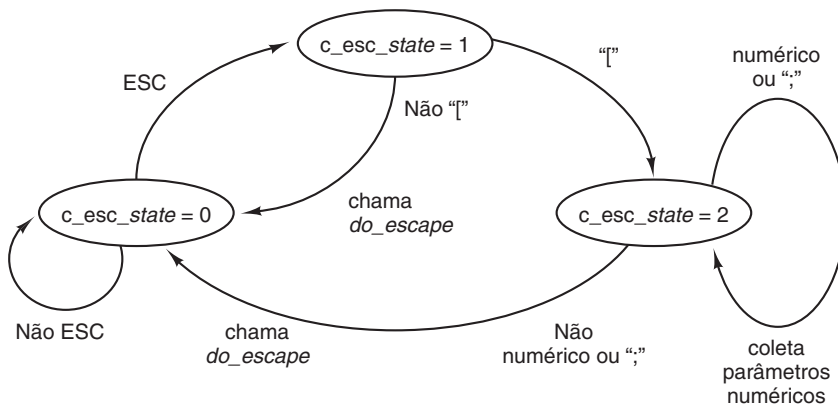 c_esc_state = 1
ESC
"["
numérico
ou ";"
Não "["
c_esc_state = 0
chama
do_escape
c_esc_state = 2
Não ESC
chama
do_escape
Não
numérico ou ";"
coleta
parâmetros
numéricos